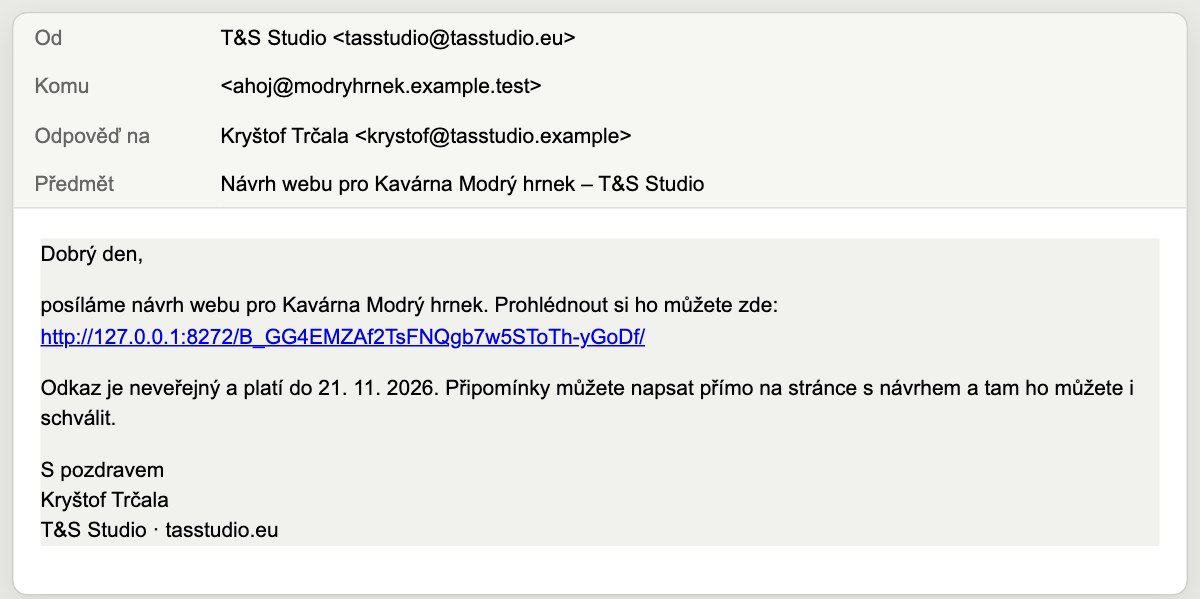 Od T&S Studio <tasstudio@tasstudio.eu>
Komu <ahoj@modryhrnek.example.test>
Odpověď na Kryštof Trčala <krystof@tasstudio.example>
Předmět Návrh webu pro Kavárna Modrý hrnek – T&S Studio
Dobrý den,
posíláme návrh webu pro Kavárna Modrý hrnek. Prohlédnout si ho můžete zde:
http://127.0.0.1:8272/B_GG4EMZAf2TsFNQgb7w5SToTh-yGoDf/
Odkaz je neveřejný a platí do 21. 11. 2026. Připomínky můžete napsat přímo na stránce s návrhem a tam ho můžete i
schválit.
S pozdravem
Kryštof Trčala
T&S Studio · tasstudio.eu